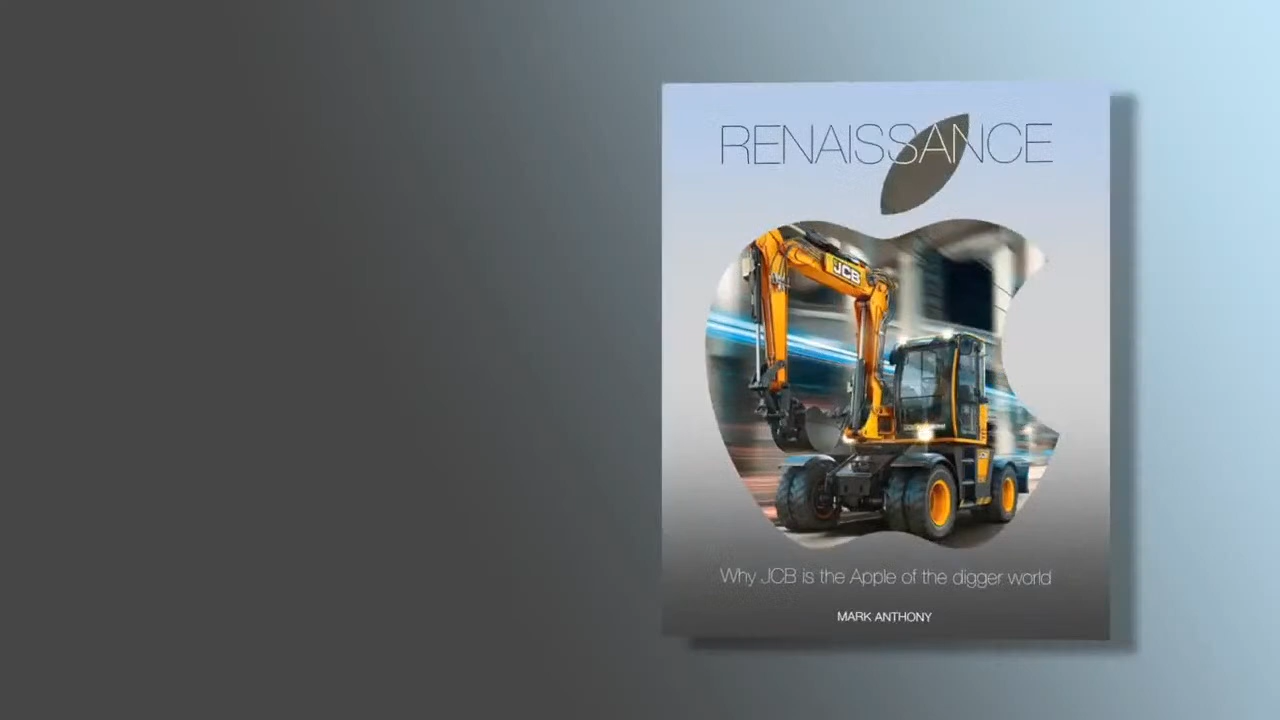 RENAISSANCE
JCB
Why JCB is the Apple of the digger world
MARK ANTHONY